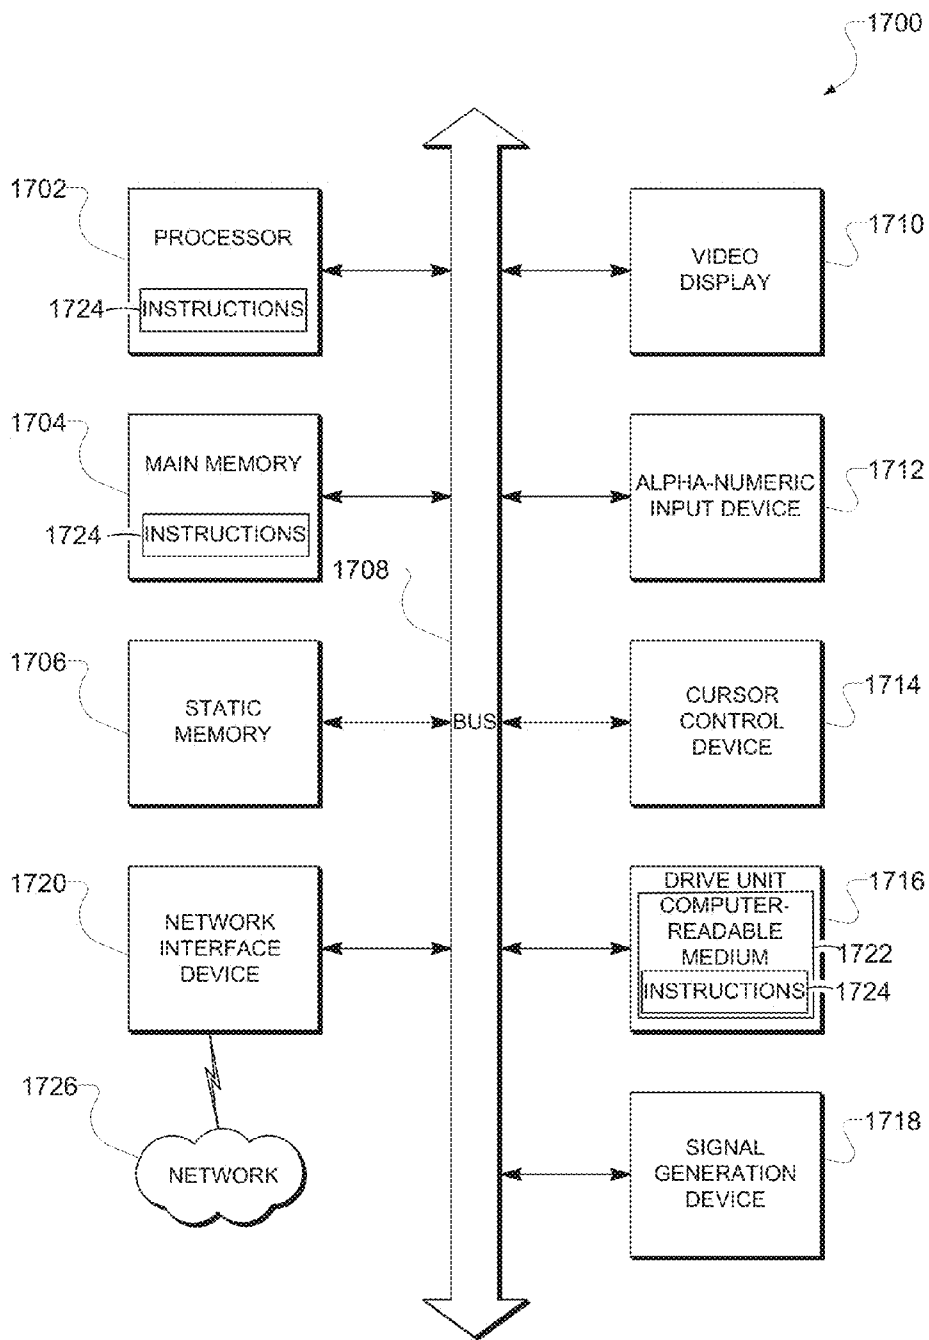 1700
1702
PROCESSOR
1724
INSTRUCTIONS
1710
VIDEO
DISPLAY
1704
MAIN MEMORY
1724
INSTRUCTIONS
1712
ALPHA-NUMERIC
INPUT DEVICE
1708
1706
STATIC
MEMORY
BUS
1714
CURSOR
CONTROL
DEVICE
1720
NETWORK
INTERFACE
DEVICE
1716
DRIVE UNIT
COMPUTER-
READABLE
MEDIUM
1722
INSTRUCTIONS
1724
1726
NETWORK
1718
SIGNAL
GENERATION
DEVICE